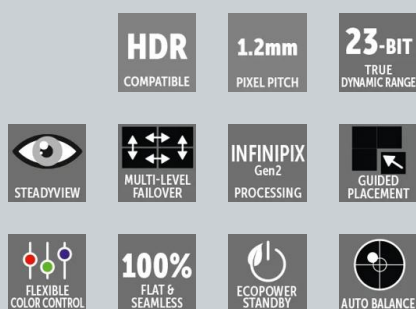 HDR
COMPATIBLE
1.2mm
PIXEL PITCH
23-BIT
TRUE
DYNAMIC RANGE
STEADYVIEW
MULTI-LEVEL
FAILOVER
INFINIPIX
Gen2
PROCESSING
GUIDED
PLACEMENT
FLEXIBLE
COLOR CONTROL
100%
FLAT &
SEAMLESS
ECOPOWER
STANDBY
AUTO BALANCE